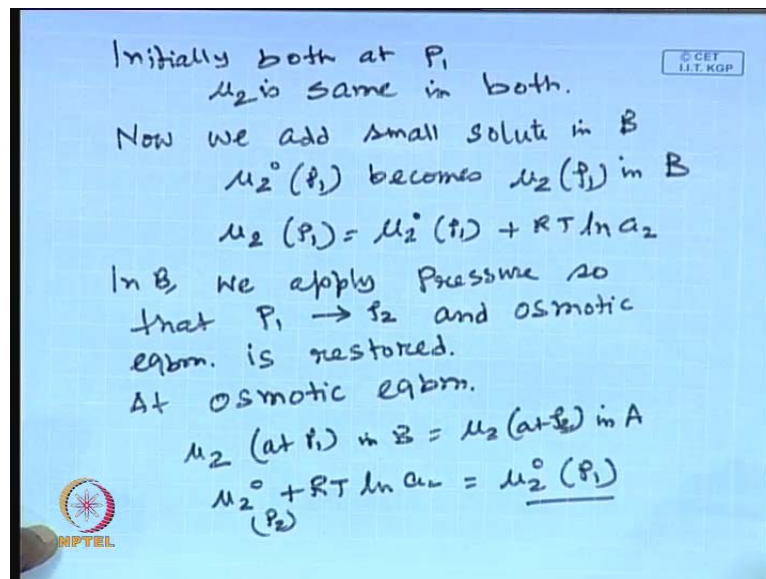 Initially both at P₁
© CET
I.I.T. KGP
μ₂ is same in both.
Now we add small solute in B
μ₂° (P₁) becomes μ₂ (P₁) in B
μ₂ (P₁) = μ₂° (P₁) + RT ln a₂
In B, we apply Pressure so
that P₁ → P₂ and osmotic
eqbm. is restored.
At osmotic eqbm.
μ₂ (at P₁) in B = μ₂ (at P₂) in A
μ₂° + RT ln a₂ = μ₂° (P₁)
(P₂)
NPTEL